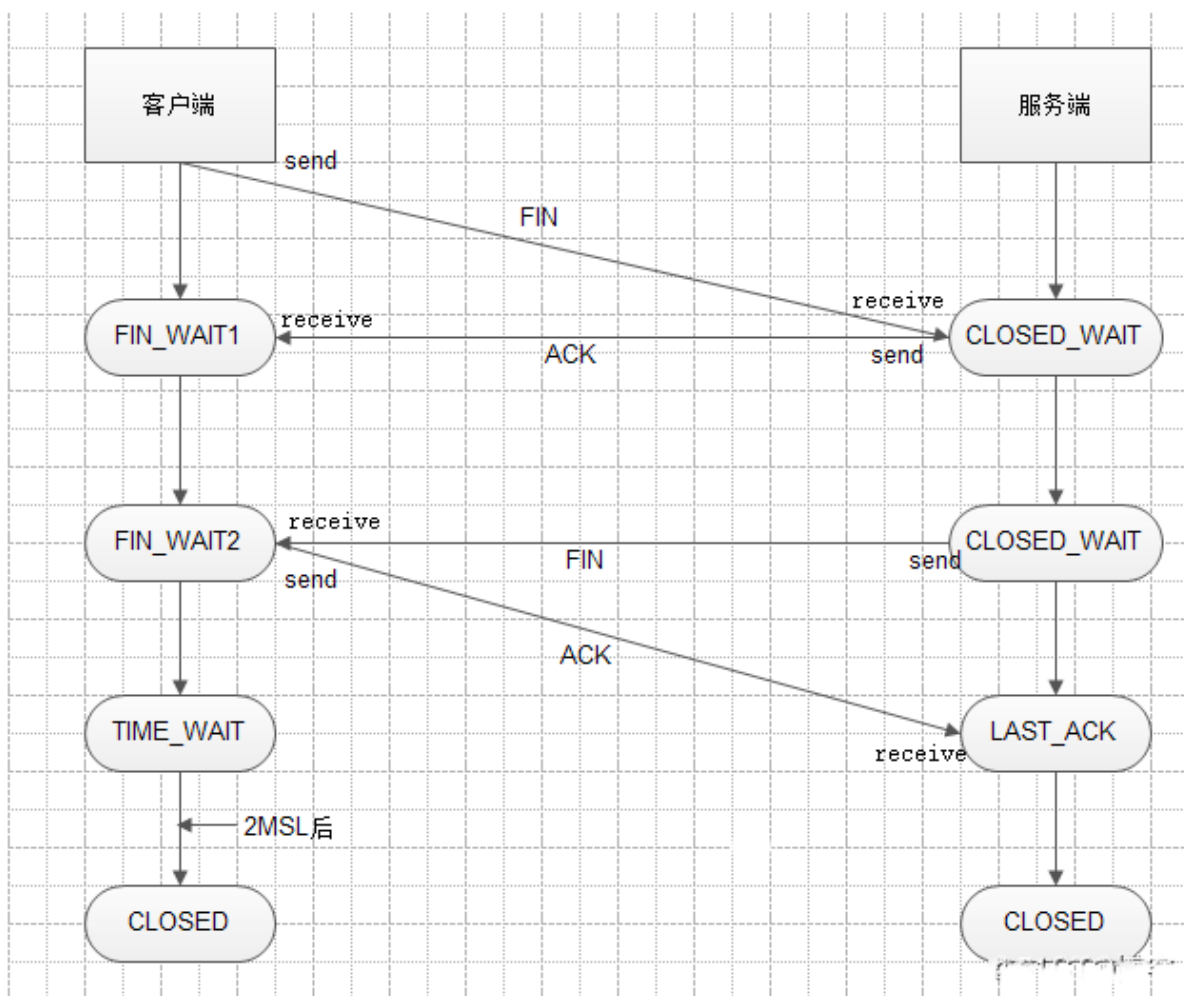 客户端
服务端
send
FIN
receive
receive
FIN_WAIT1
CLOSED_WAIT
ACK
send
receive
FIN_WAIT2
CLOSED_WAIT
FIN
send
send
ACK
TIME_WAIT
LAST_ACK
receive
2MSL后
CLOSED
CLOSED